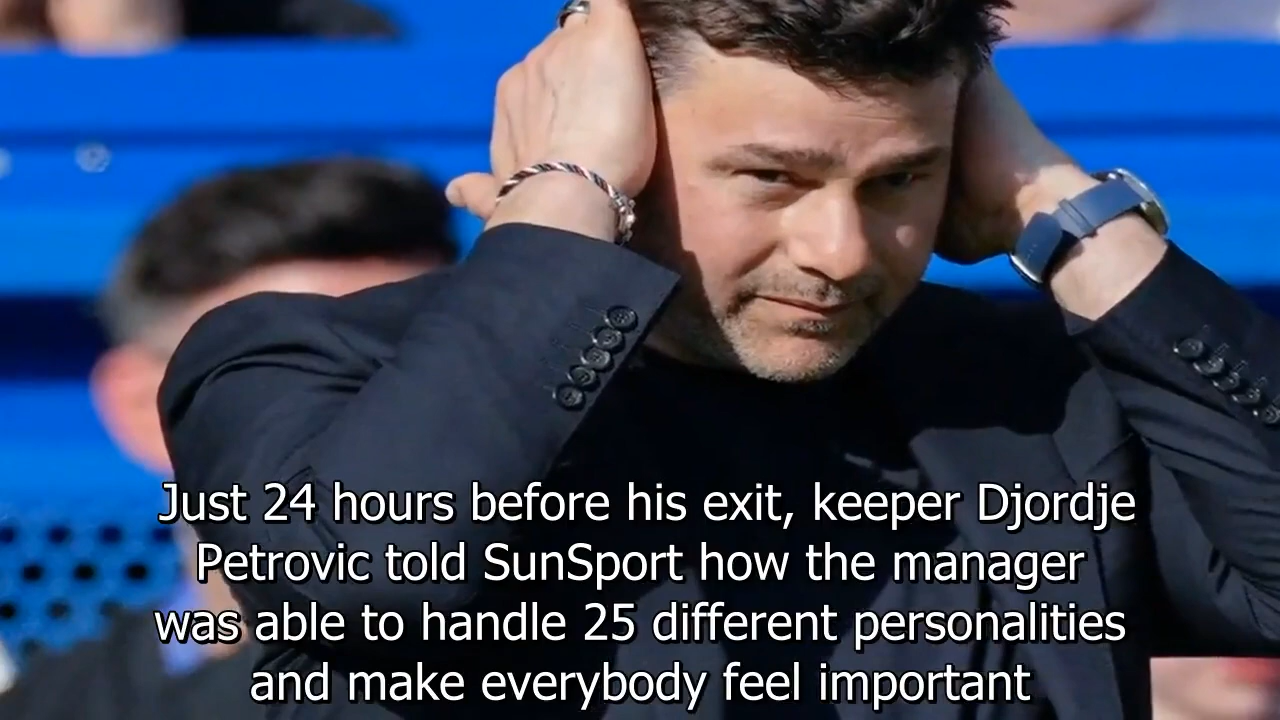 Just 24 hours before his exit, keeper Djordje
Petrovic told SunSport how the manager
was able to handle 25 different personalities
and make everybody feel important